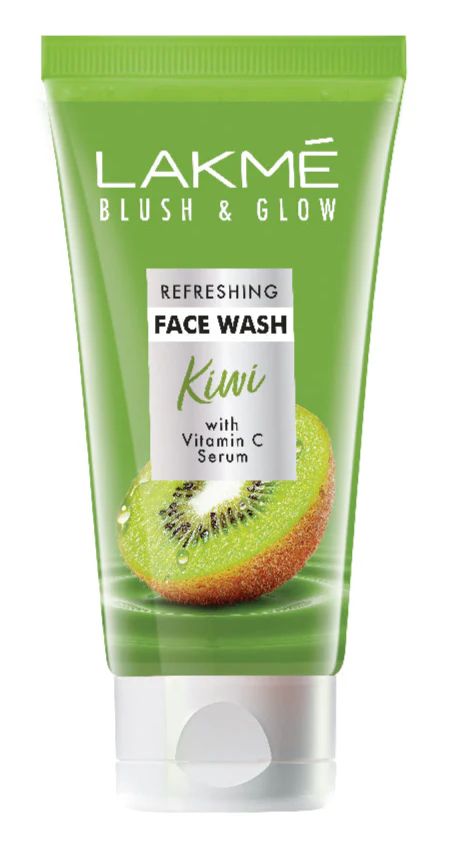 LAKMÉ
BLUSH & GLOW
REFRESHING
FACE WASH
Kiwi
with
Vitamin C
Serum